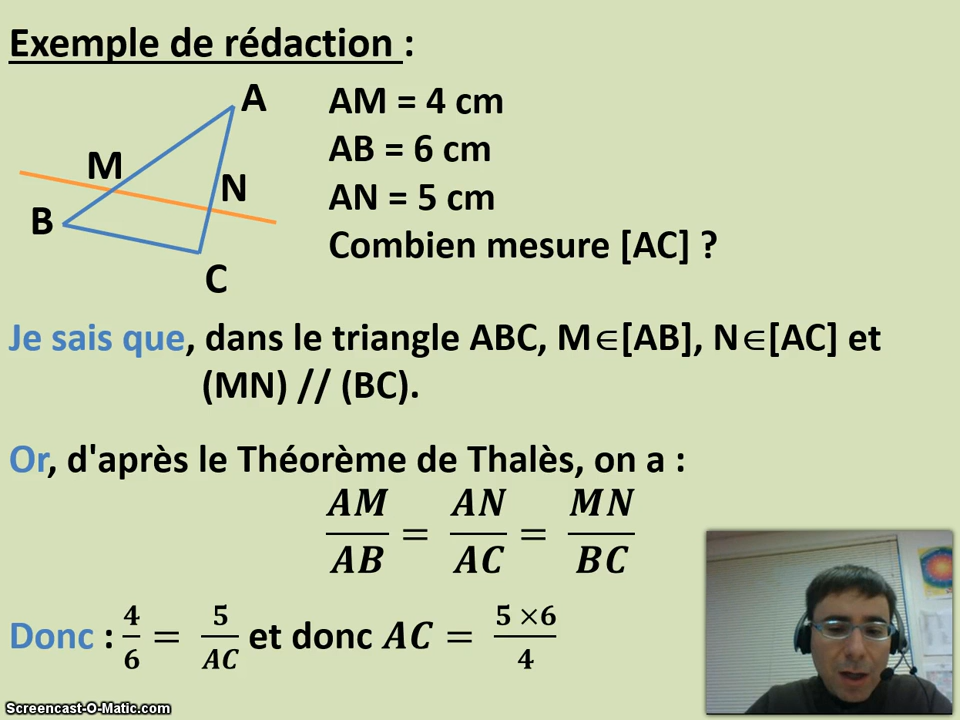 Exemple de rédaction :
A
M
N
B
C
AM = 4 cm
AB = 6 cm
AN = 5 cm
Combien mesure [AC] ?
Je sais que, dans le triangle ABC, M∈[AB], N∈[AC] et
(MN) // (BC).
Or, d'après le Théorème de Thalès, on a :
AM/AB = AN/AC = MN/BC
Donc : 4/6 = 5/AC et donc AC = 5 ×6/4
Screencast-O-Matic.com